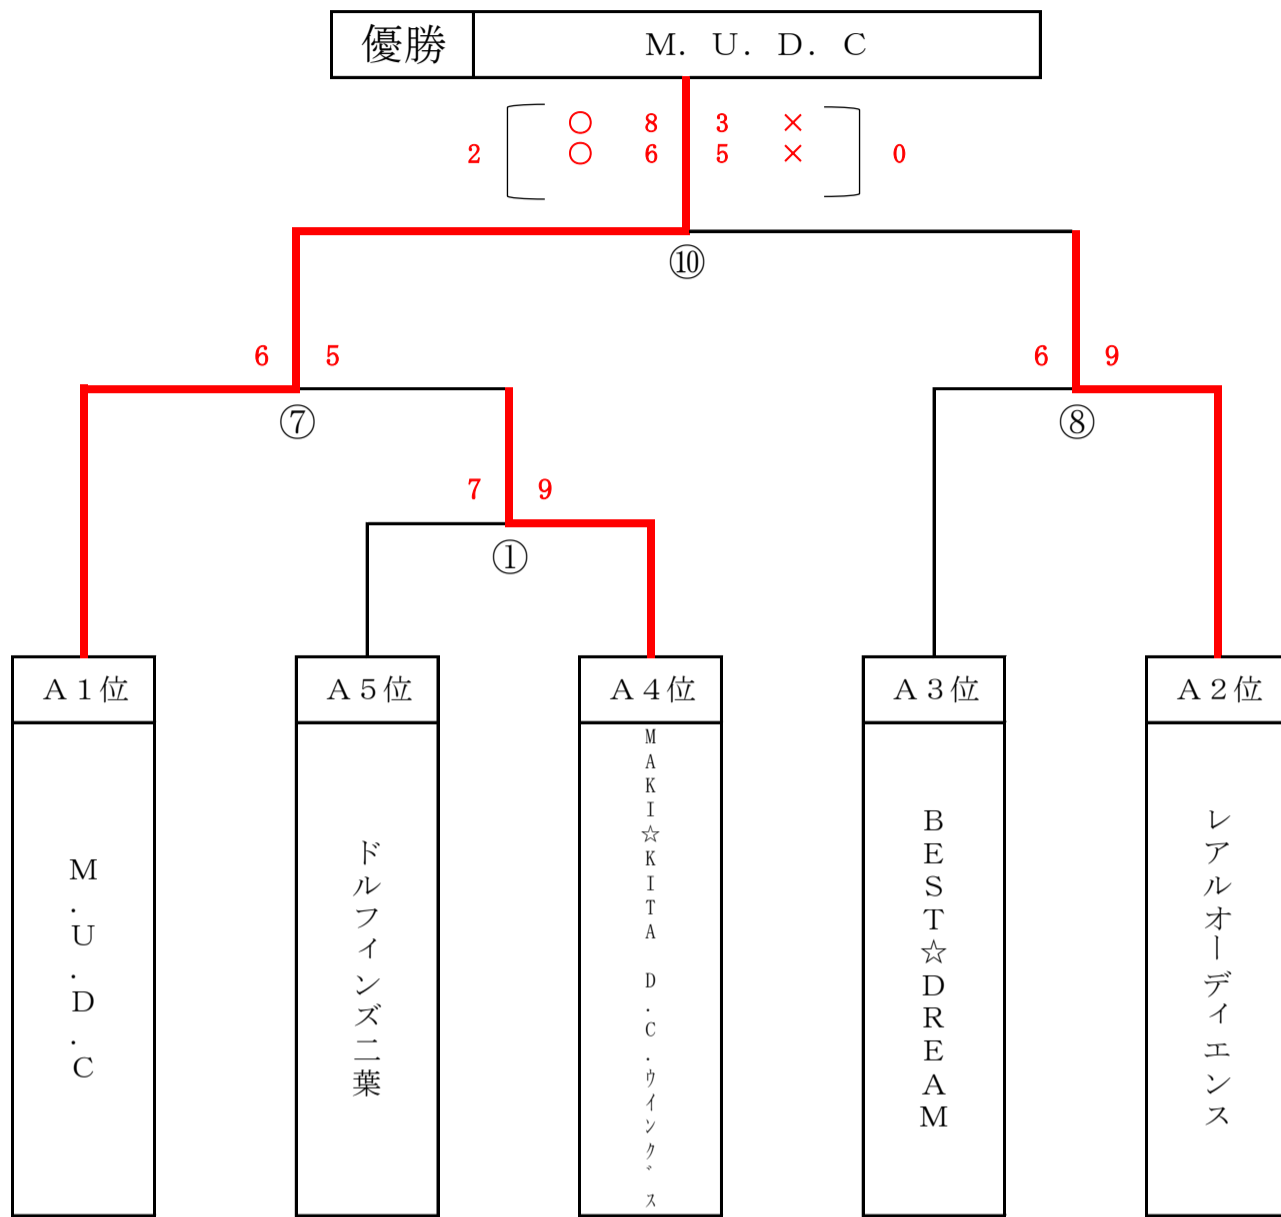 優勝 M.U.D.C
○ 8 3 ×
2 ○ 6 5 × 0
⑩
6 5 6 9
⑦ ⑧
7 9
①
A1位 A5位 A4位 A3位 A2位
M.U.D.C
ドルフィンズ二葉
MAKI☆KITA D.C.ウイングス
BEST☆DREAM
レアルオーディエンス